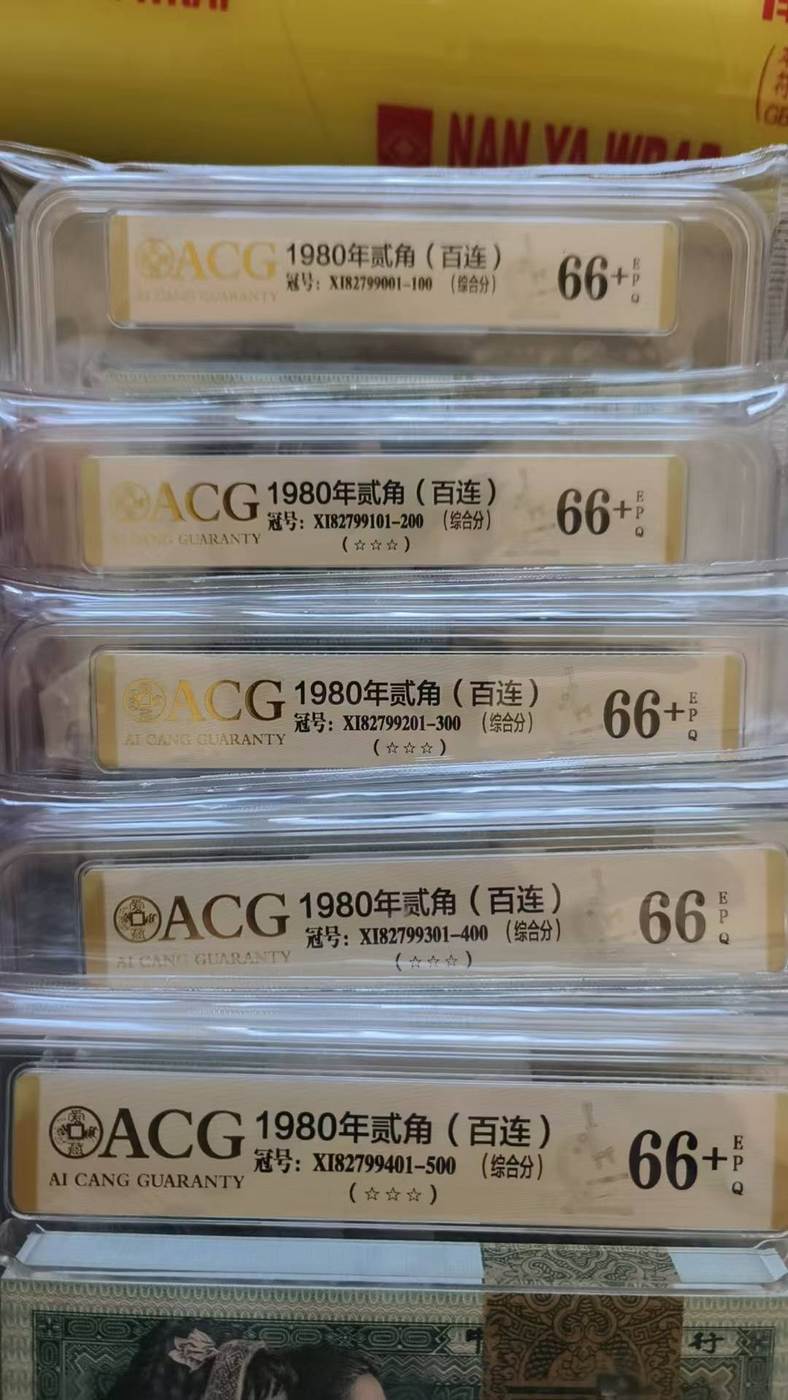 NAN YA WRAP
ACG
AI CANG GUARANTY
1980年贰角（百连）
冠号：XI82799001-100 （综合分）
66+
EPQ
ACG
AI CANG GUARANTY
1980年贰角（百连）
冠号：XI82799101-200 （综合分）
（☆☆☆）
66+
EPQ
ACG
AI CANG GUARANTY
1980年贰角（百连）
冠号：XI82799201-300 （综合分）
（☆☆☆）
66+
EPQ
ACG
AI CANG GUARANTY
1980年贰角（百连）
冠号：XI82799301-400 （综合分）
（☆☆☆）
66
EPQ
ACG
AI CANG GUARANTY
1980年贰角（百连）
冠号：XI82799401-500 （综合分）
（☆☆☆）
66+
EPQ
行